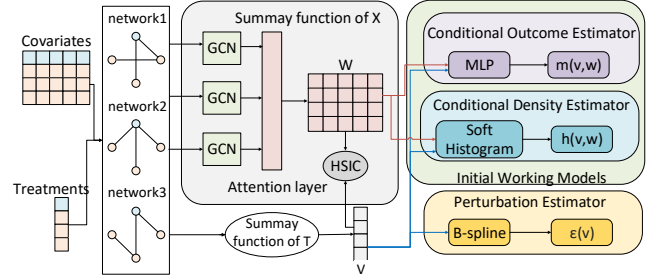 Covariates
Treatments
network1
network2
network3
Summay function of X
GCN
GCN
GCN
Attention layer
W
HSIC
Summary
function of T
V
Conditional Outcome Estimator
MLP
m(v,w)
Conditional Density Estimator
Soft
Histogram
h(v,w)
Initial Working Models
Perturbation Estimator
B-spline
ε(v)